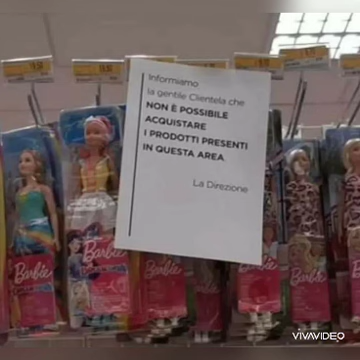 Informiamo
la gentile Clientela che
NON È POSSIBILE
ACQUISTARE
I PRODOTTI PRESENTI
IN QUESTA AREA
La Direzione
Barbie
Barbie
Barbie
Barbie
Barbie
VIVAVIDEO